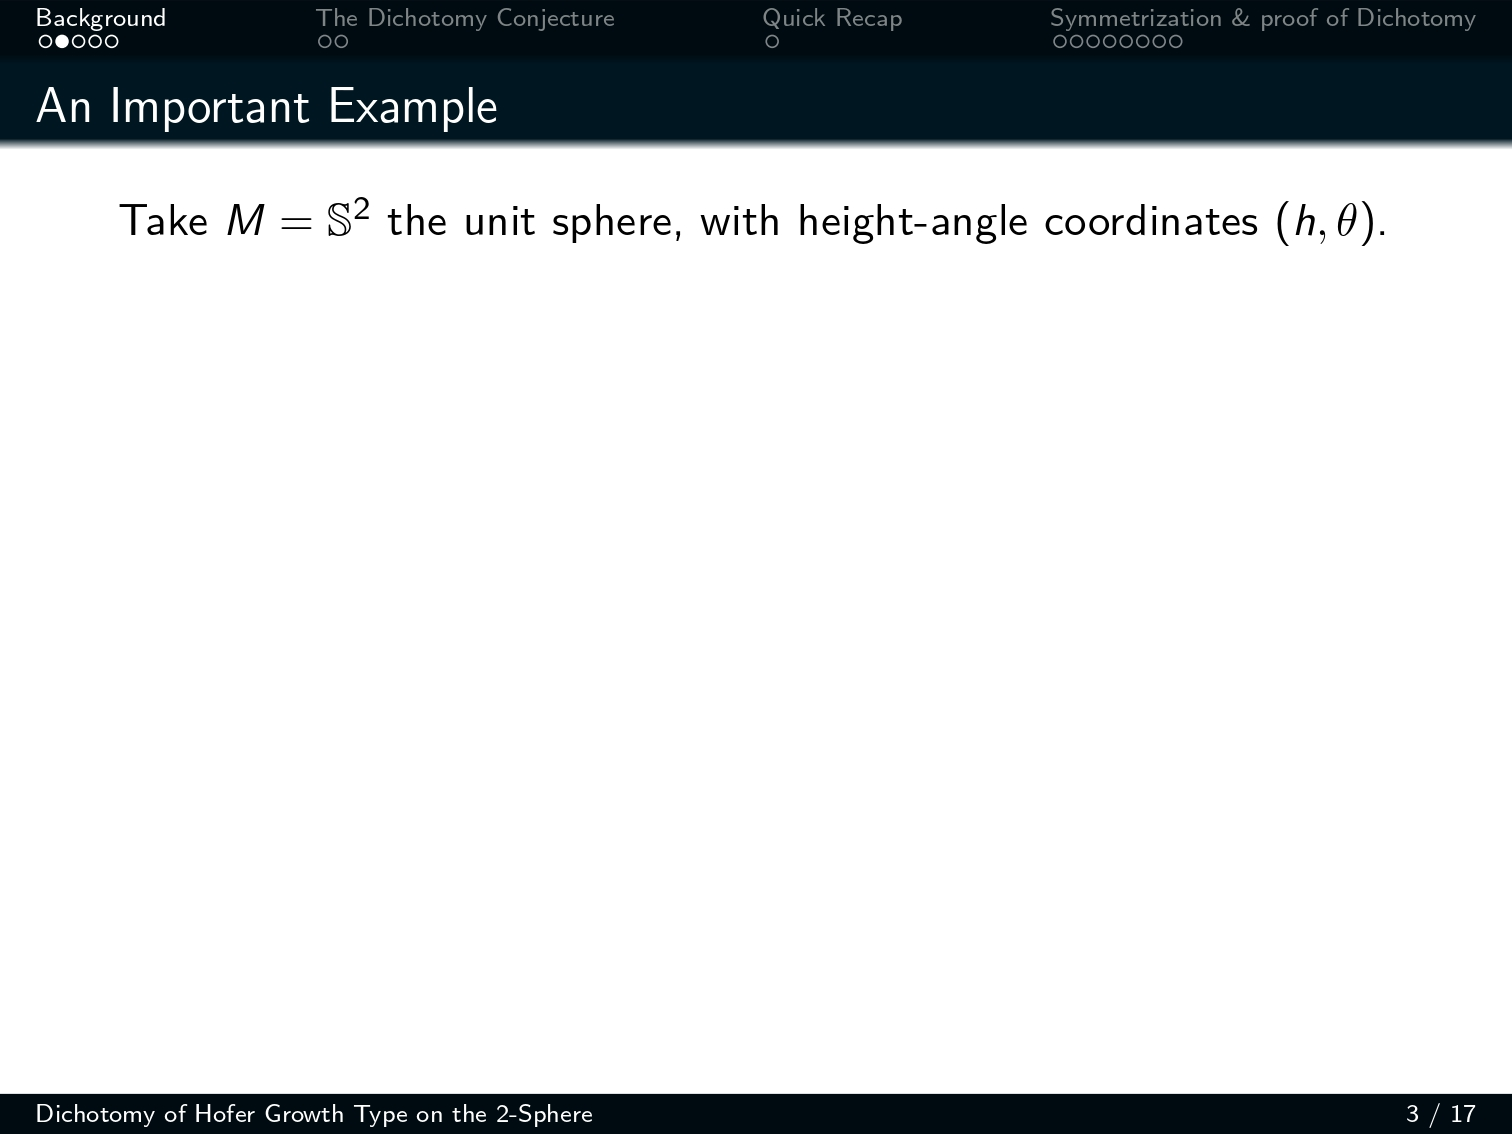 Background
The Dichotomy Conjecture
Quick Recap
Symmetrization & proof of Dichotomy
An Important Example
Take M = 𝕊² the unit sphere, with height-angle coordinates (h, θ).
Dichotomy of Hofer Growth Type on the 2-Sphere
3 / 17